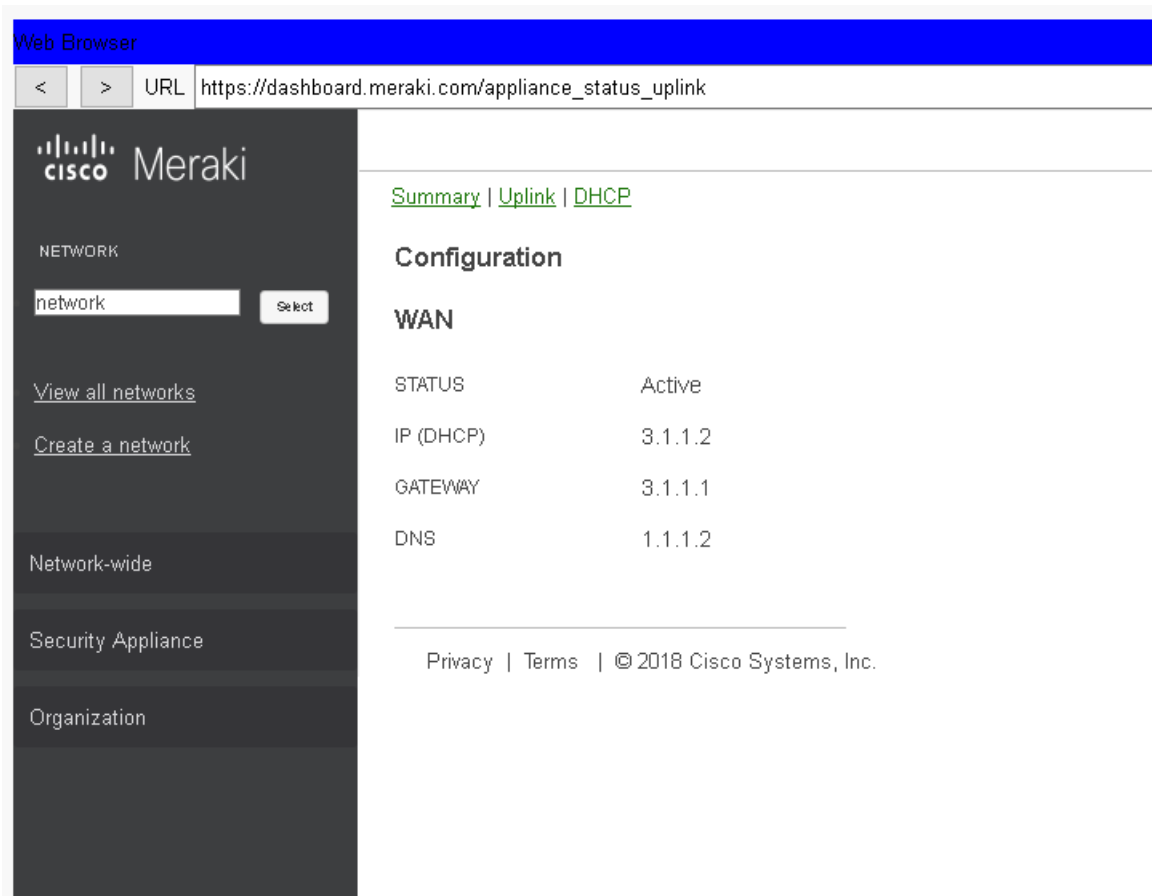 Web Browser
< > URL https://dashboard.meraki.com/appliance_status_uplink
cisco Meraki
NETWORK
network Select
View all networks
Create a network
Network-wide
Security Appliance
Organization
Summary | Uplink | DHCP
Configuration
WAN
STATUS Active
IP (DHCP) 3.1.1.2
GATEWAY 3.1.1.1
DNS 1.1.1.2
Privacy | Terms | © 2018 Cisco Systems, Inc.